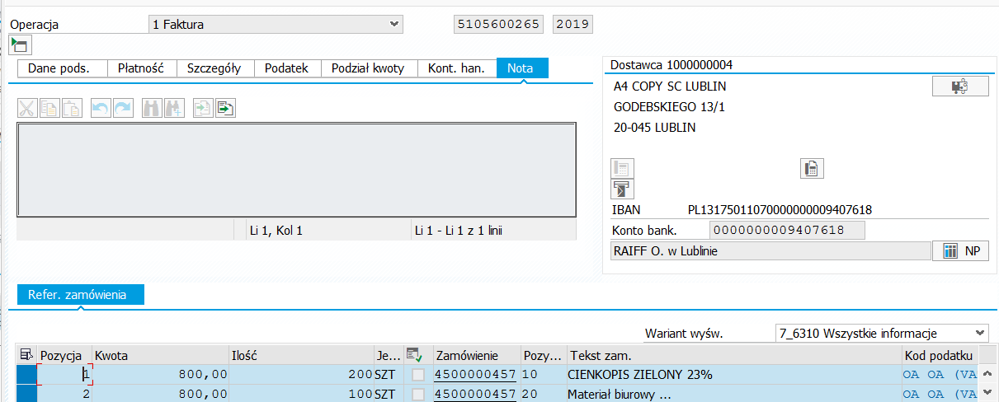 Operacja 1 Faktura 5105600265 2019
Dane pods. Płatność Szczegóły Podatek Podział kwoty Kont. han. Nota
Li 1, Kol 1 Li 1 - Li 1 z 1 linii
Dostawca 1000000004
A4 COPY SC LUBLIN
GODEBSKIEGO 13/1
20-045 LUBLIN
IBAN PL13175011070000000009407618
Konto bank. 0000000009407618
RAIFF O. w Lublinie NP
Refer. zamówienia
Wariant wyśw. 7_6310 Wszystkie informacje
Pozycja Kwota Ilość Je... Zamówienie Pozy... Tekst zam. Kod podatku
1 800,00 200 SZT 4500000457 10 CIENKOPIS ZIELONY 23% OA OA (VA
2 800,00 100 SZT 4500000457 20 Materiał biurowy ... OA OA (VA